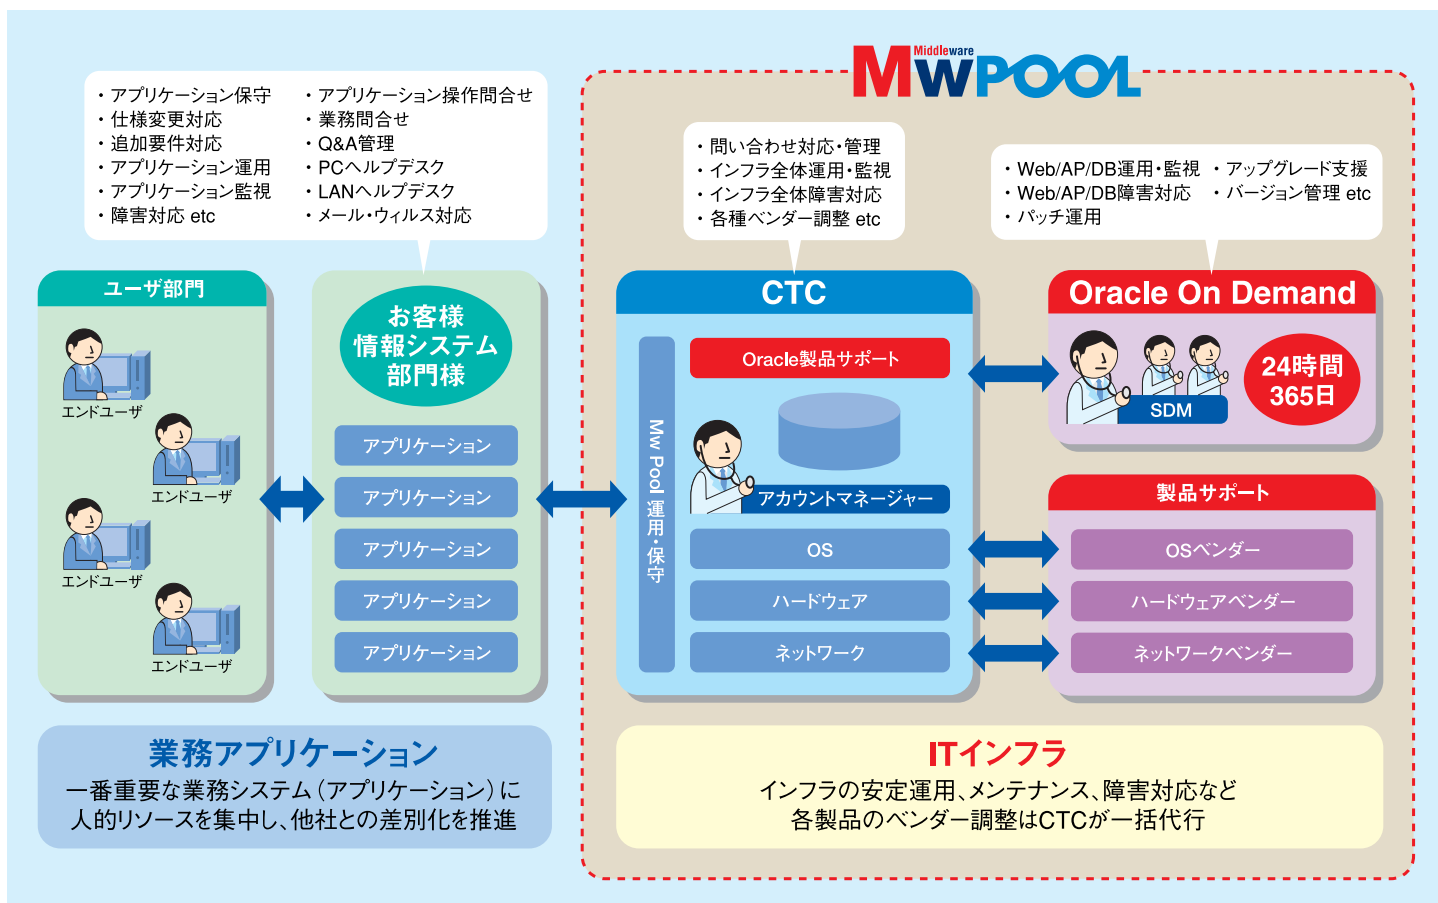 Middleware
MwPOOL
・アプリケーション保守
・仕様変更対応
・追加要件対応
・アプリケーション運用
・アプリケーション監視
・障害対応 etc
・アプリケーション操作問合せ
・業務問合せ
・Q&A管理
・PCヘルプデスク
・LANヘルプデスク
・メール・ウィルス対応
・問い合わせ対応・管理
・インフラ全体運用・監視
・インフラ全体障害対応
・各種ベンダー調整 etc
・Web/AP/DB運用・監視
・Web/AP/DB障害対応
・パッチ運用
・アップグレード支援
・バージョン管理 etc
ユーザ部門
エンドユーザ
エンドユーザ
エンドユーザ
エンドユーザ
お客様
情報システム
部門様
アプリケーション
アプリケーション
アプリケーション
アプリケーション
アプリケーション
CTC
Mw Pool 運用・保守
Oracle製品サポート
アカウントマネージャー
OS
ハードウェア
ネットワーク
Oracle On Demand
SDM
24時間
365日
製品サポート
OSベンダー
ハードウェアベンダー
ネットワークベンダー
業務アプリケーション
一番重要な業務システム（アプリケーション）に
人的リソースを集中し、他社との差別化を推進
ITインフラ
インフラの安定運用、メンテナンス、障害対応など
各製品のベンダー調整はCTCが一括代行